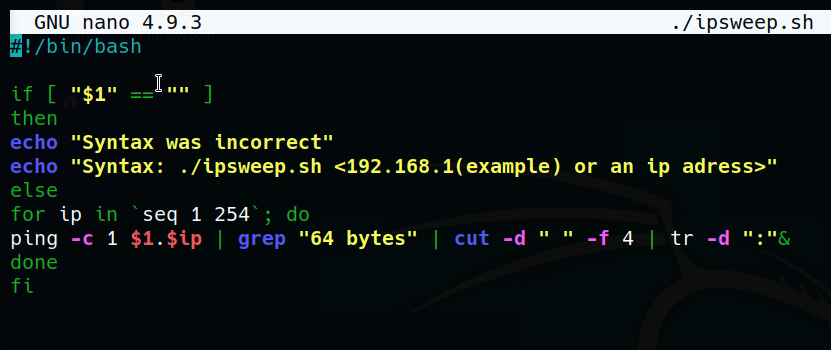 GNU nano 4.9.3 ./ipsweep.sh
#!/bin/bash
if [ "$1" == "" ]
then
echo "Syntax was incorrect"
echo "Syntax: ./ipsweep.sh <192.168.1(example) or an ip adress>"
else
for ip in `seq 1 254`; do
ping -c 1 $1.$ip | grep "64 bytes" | cut -d " " -f 4 | tr -d ":"&
done
fi